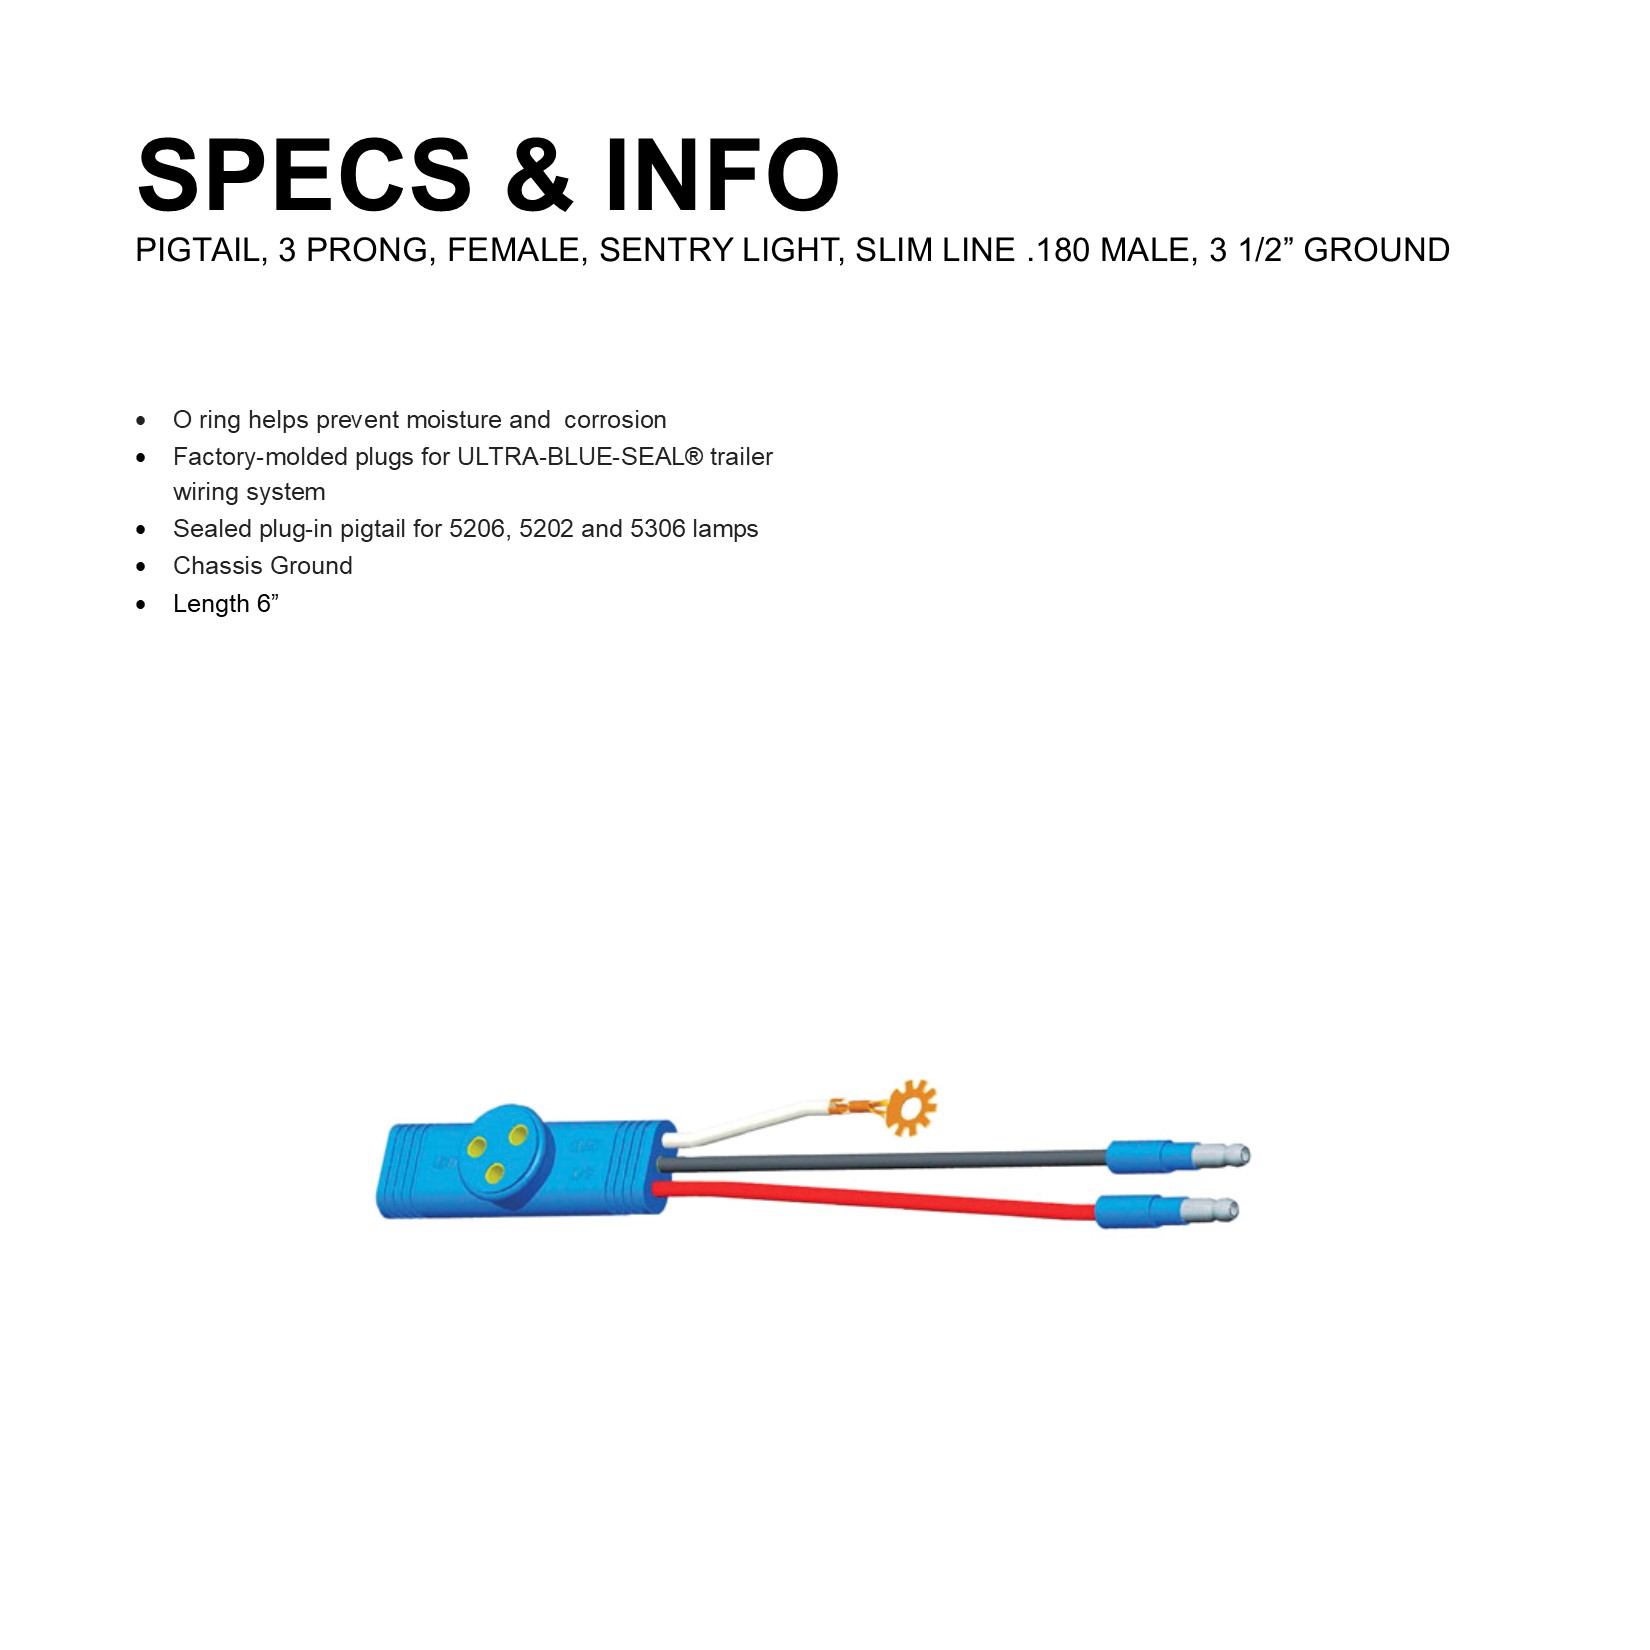 SPECS & INFO
PIGTAIL, 3 PRONG, FEMALE, SENTRY LIGHT, SLIM LINE .180 MALE, 3 1/2” GROUND
• O ring helps prevent moisture and  corrosion
• Factory-molded plugs for ULTRA-BLUE-SEAL® trailer
wiring system
• Sealed plug-in pigtail for 5206, 5202 and 5306 lamps
• Chassis Ground
• Length 6”